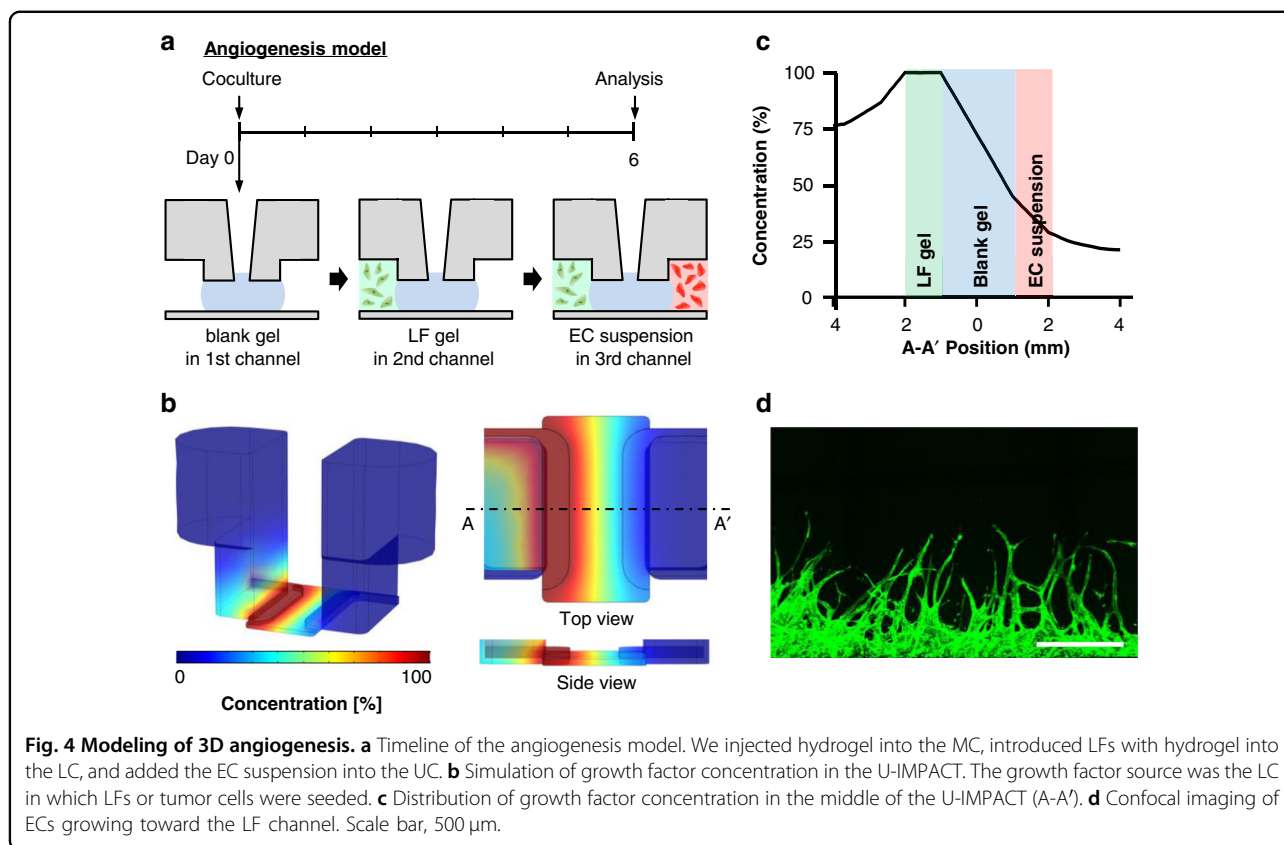 a
Angiogenesis model
Coculture
Analysis
Day 0
6
blank gel
in 1st channel
LF gel
in 2nd channel
EC suspension
in 3rd channel
b
A
A′
Top view
Side view
0
100
Concentration [%]
c
100
75
50
25
0
Concentration (%)
LF gel
Blank gel
EC suspension
4
2
0
2
4
A-A′ Position (mm)
d
Fig. 4 Modeling of 3D angiogenesis. a Timeline of the angiogenesis model. We injected hydrogel into the MC, introduced LFs with hydrogel into
the LC, and added the EC suspension into the UC. b Simulation of growth factor concentration in the U-IMPACT. The growth factor source was the LC
in which LFs or tumor cells were seeded. c Distribution of growth factor concentration in the middle of the U-IMPACT (A-A′). d Confocal imaging of
ECs growing toward the LF channel. Scale bar, 500 μm.